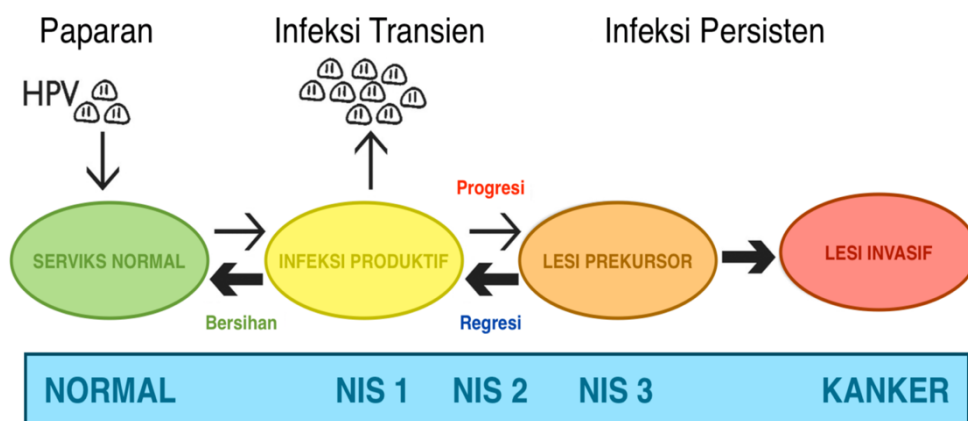 Paparan
Infeksi Transien
Infeksi Persisten
HPV
Progresi
SERVIKS NORMAL
INFEKSI PRODUKTIF
LESI PREKURSOR
LESI INVASIF
Bersihan
Regresi
NORMAL
NIS 1
NIS 2
NIS 3
KANKER